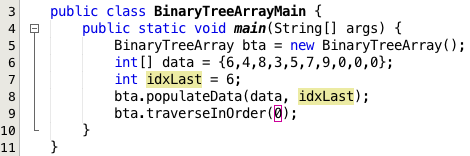 3 public class BinaryTreeArrayMain {
4 public static void main(String[] args) {
5 BinaryTreeArray bta = new BinaryTreeArray();
6 int[] data = {6,4,8,3,5,7,9,0,0,0};
7 int idxLast = 6;
8 bta.populateData(data, idxLast);
9 bta.traverseInOrder(0);
10 }
11 }